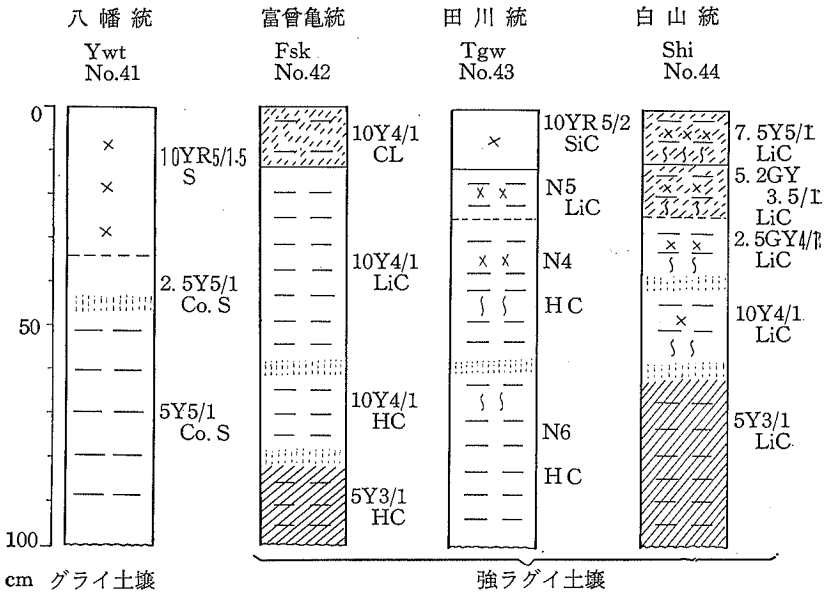 八幡統
Ywt
No.41
富曾亀統
Fsk
No.42
田川統
Tgw
No.43
白山統
Shi
No.44
0
50
100
cm
10YR5/1.5
S
2.5Y5/1
Co.S
5Y5/1
Co.S
10Y4/1
CL
10Y4/1
LiC
10Y4/1
HC
5Y3/1
HC
10YR5/2
SiC
N5
LiC
N4
HC
N6
HC
7.5Y5/1
LiC
5.2GY
3.5/1
LiC
2.5GY4/1
LiC
10Y4/1
LiC
5Y3/1
LiC
グライ土壌
強ラグイ土壌